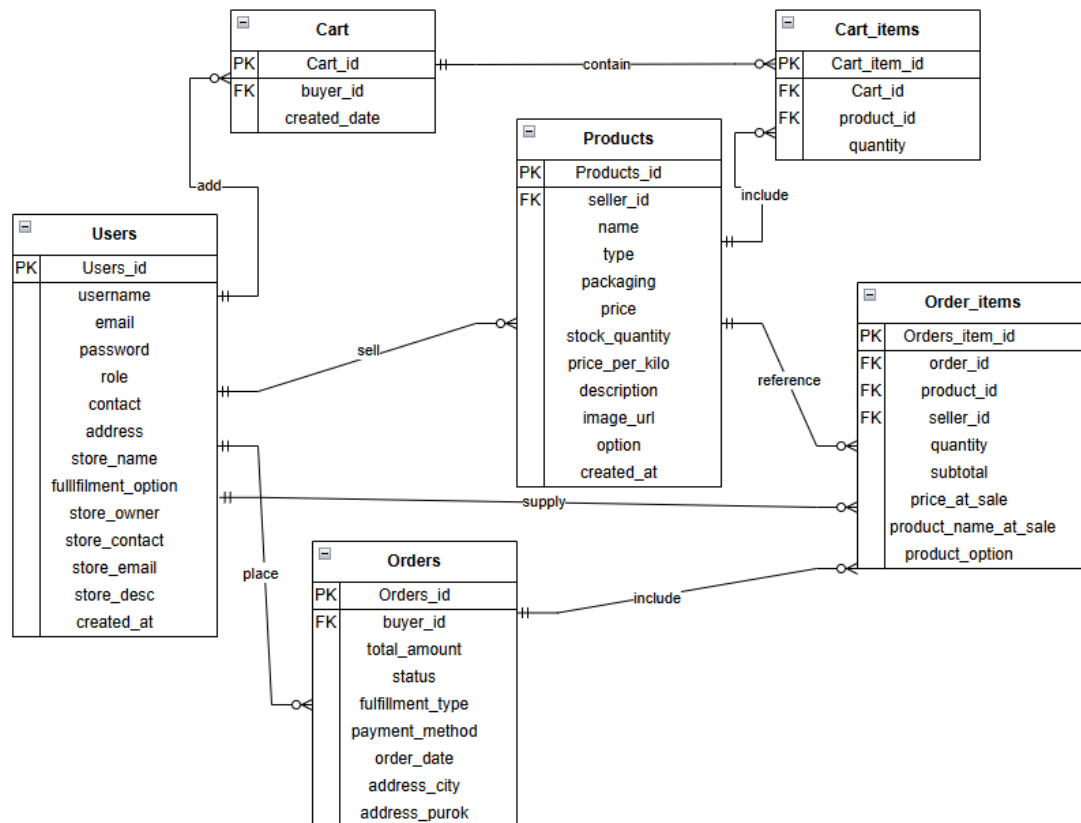 Cart
PK Cart_id
FK buyer_id
created_date
contain
Cart_items
PK Cart_item_id
FK Cart_id
FK product_id
quantity
add
include
Products
PK Products_id
FK seller_id
name
type
packaging
price
stock_quantity
price_per_kilo
description
image_url
option
created_at
Users
PK Users_id
username
email
password
role
contact
address
store_name
fulllfilment_option
store_owner
store_contact
store_email
store_desc
created_at
sell
reference
supply
place
include
Order_items
PK Orders_item_id
FK order_id
FK product_id
FK seller_id
quantity
subtotal
price_at_sale
product_name_at_sale
product_option
Orders
PK Orders_id
FK buyer_id
total_amount
status
fulfillment_type
payment_method
order_date
address_city
address_purok